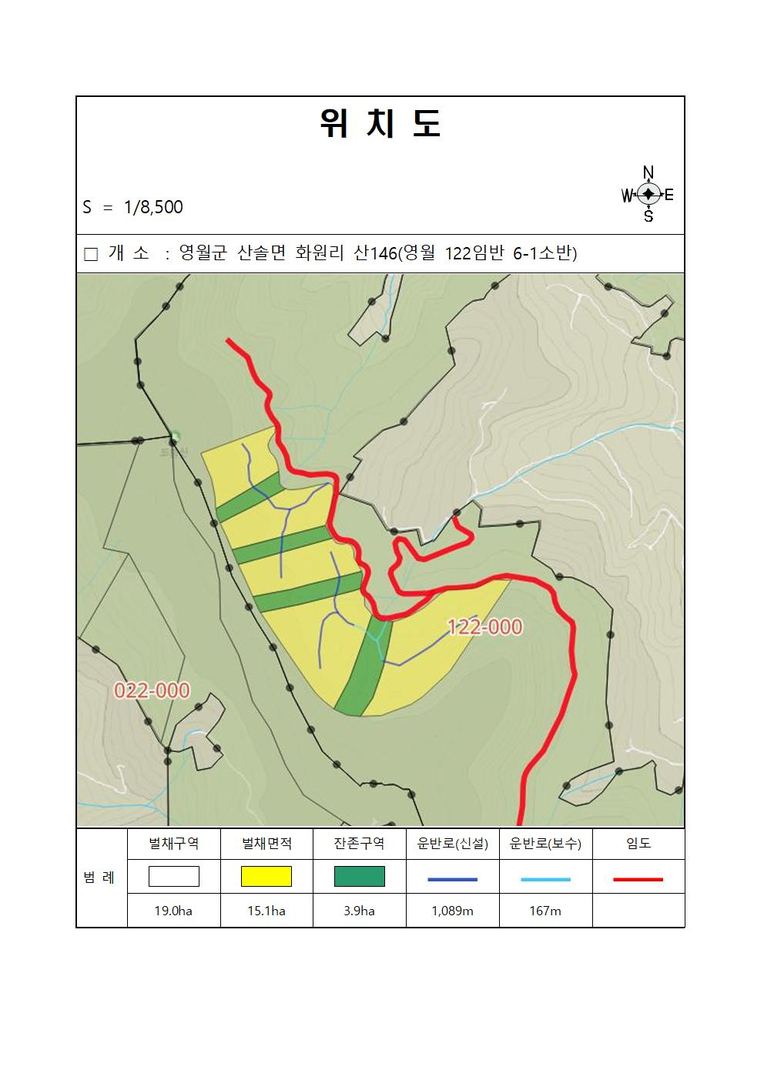 위 치 도
N
W E
S
S = 1/8,500
□ 개 소 : 영월군 산솔면 화원리 산146(영월 122임반 6-1소반)
122-000
022-000
범 례
벌채구역 벌채면적 잔존구역 운반로(신설) 운반로(보수) 임도
19.0ha 15.1ha 3.9ha 1,089m 167m